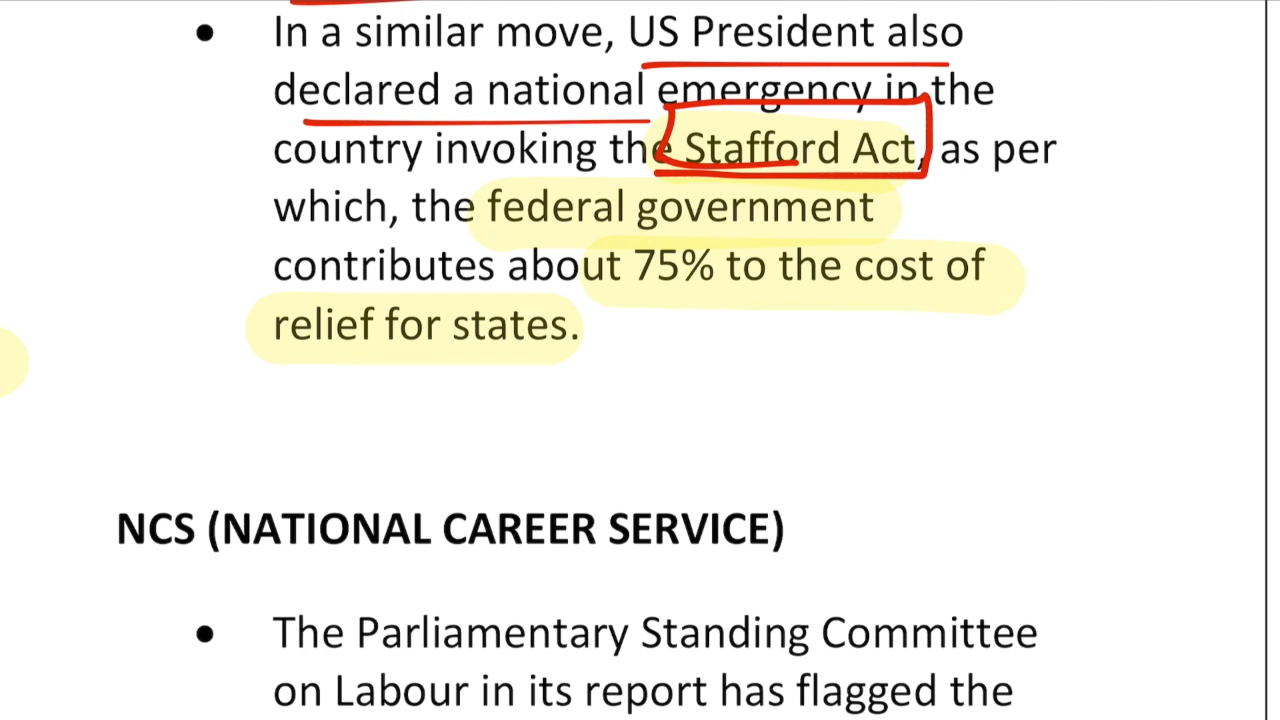 • In a similar move, US President also
declared a national emergency in the
country invoking the Stafford Act, as per
which, the federal government
contributes about 75% to the cost of
relief for states.
NCS (NATIONAL CAREER SERVICE)
• The Parliamentary Standing Committee
on Labour in its report has flagged the